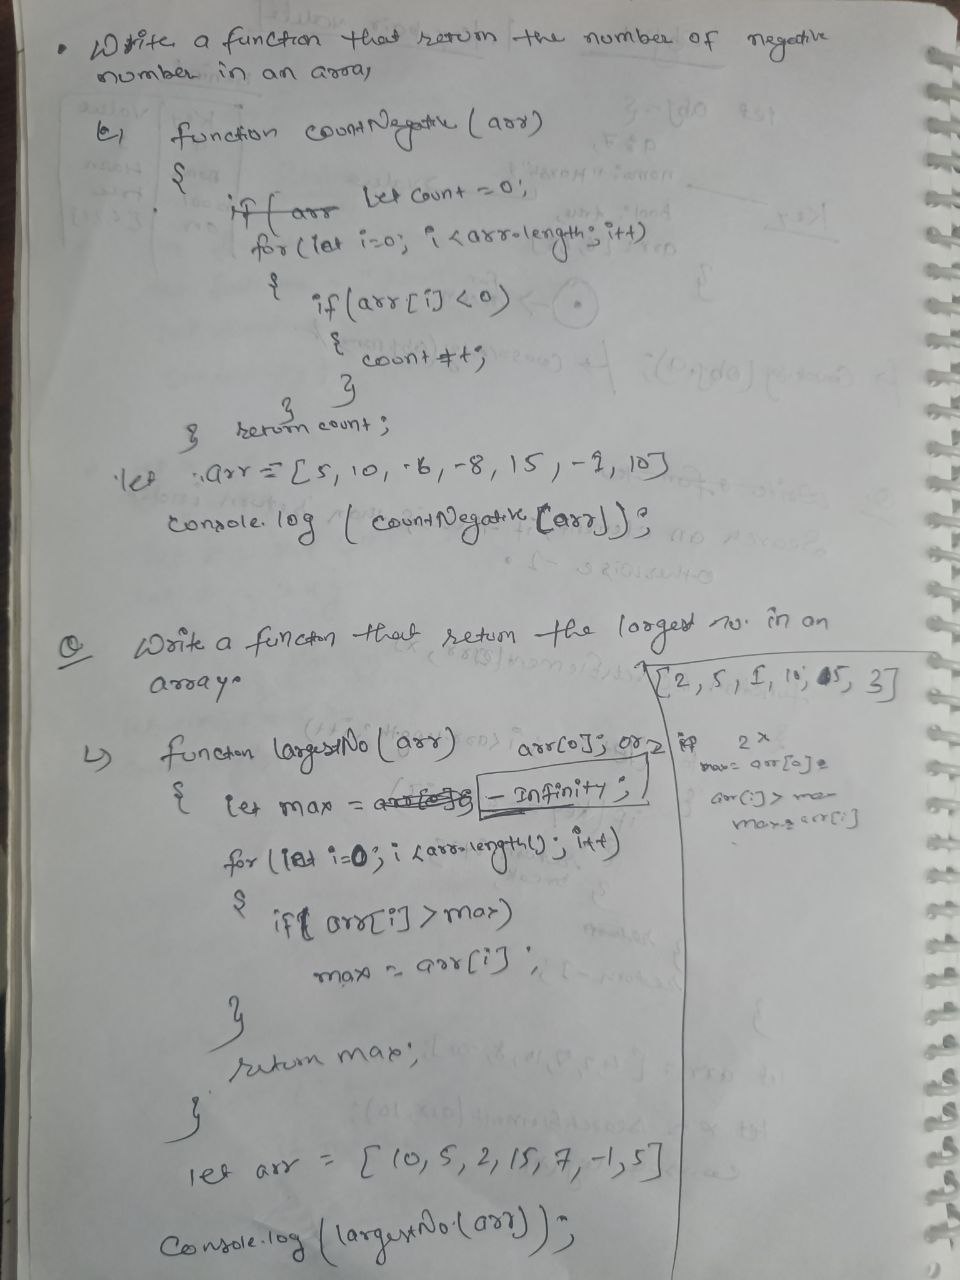 • Write a function that return the number of negative
number in an array
function countNegative (arr)
{
if( arr let count = 0;
for(let i=0; i < arr.length; i++)
{
if(arr[i] < 0)
{
count++;
}
}
return count;
}
let arr = [5, 10, -6, -8, 15, -9, 10]
console.log ( countNegative [arr]);
Q Write a function that return the largest no. in an
array.
[2, 5, 1, 10, 15, 3]
function largestNo (arr) arr[0]; or
{ let max = arr[0]; - Infinity;
for (let i=0; i < arr.length(); i++)
{
if( arr[i] > max)
max = arr[i];
}
return max;
}
let arr = [10, 5, 2, 15, 7, -1, 5]
console.log (largestNo.(arr));
2 x
max = arr[0]
arr[i] > max
max = arr[i]